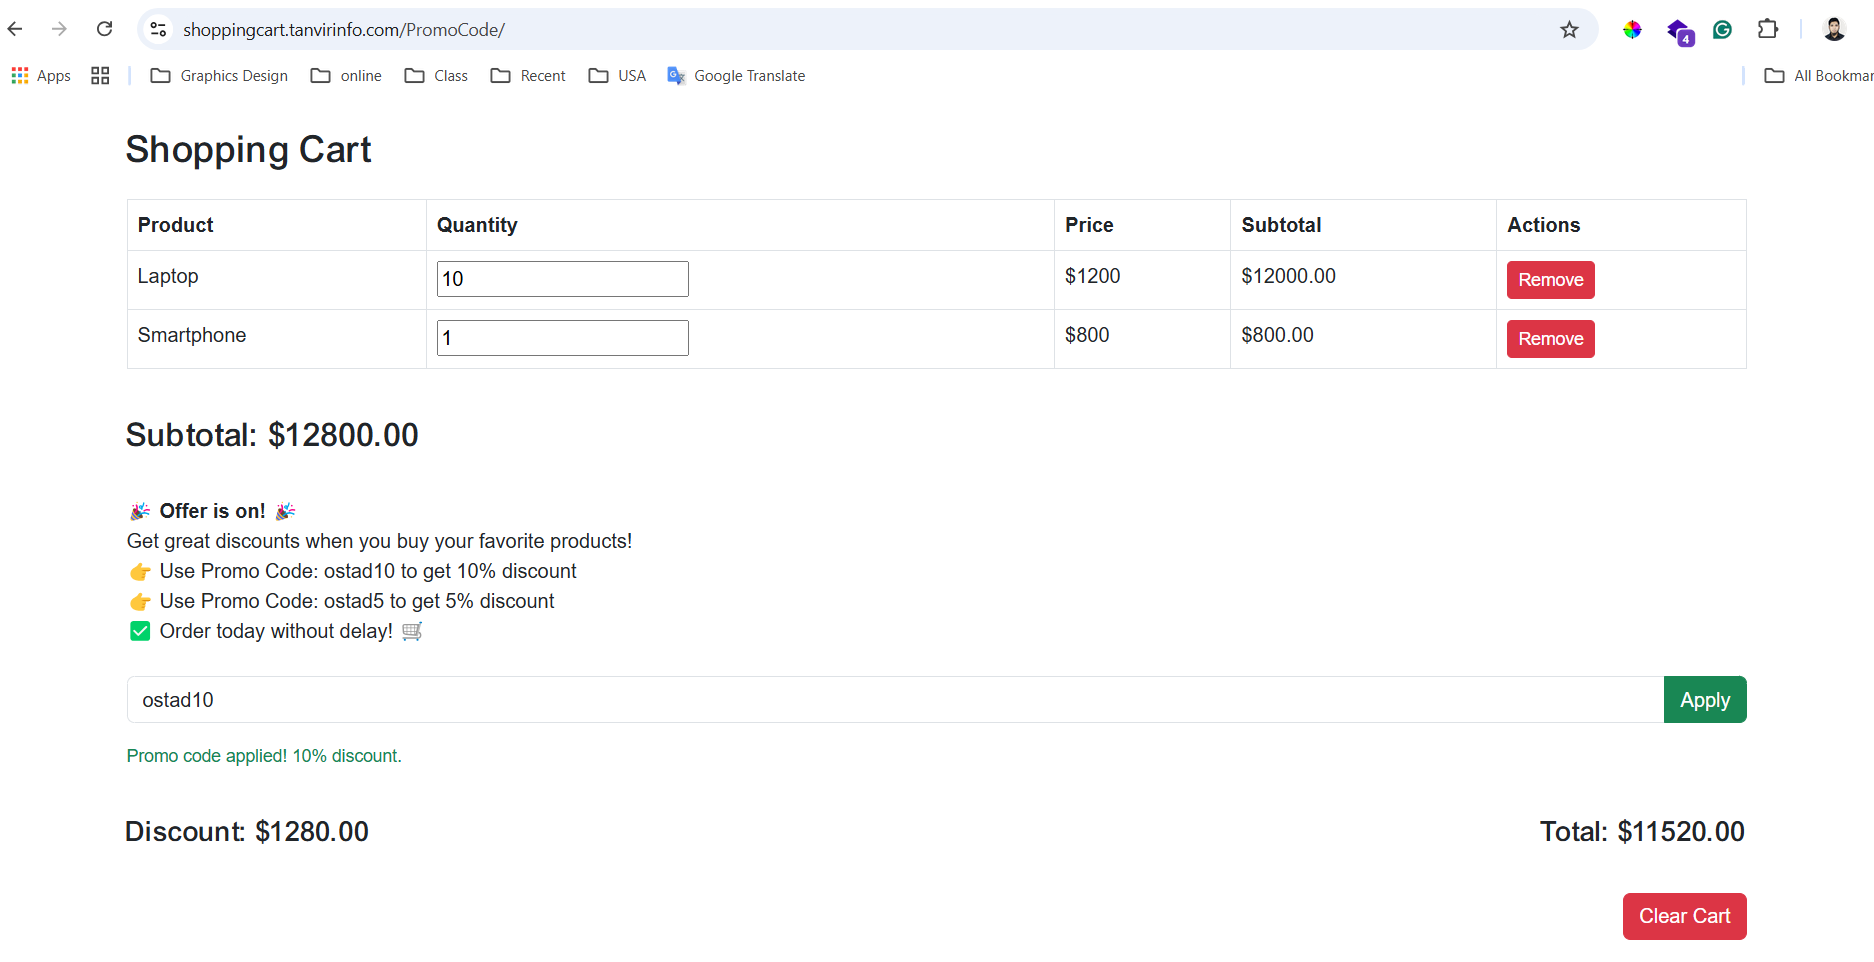 shoppingcart.tanvirinfo.com/PromoCode/
4
Apps Graphics Design online Class Recent USA Google Translate All Bookmar
Shopping Cart
Product Quantity Price Subtotal Actions
Laptop 10 $1200 $12000.00 Remove
Smartphone 1 $800 $800.00 Remove
Subtotal: $12800.00
🎉 Offer is on! 🎉
Get great discounts when you buy your favorite products!
👉 Use Promo Code: ostad10 to get 10% discount
👉 Use Promo Code: ostad5 to get 5% discount
✅ Order today without delay! 🛒
ostad10 Apply
Promo code applied! 10% discount.
Discount: $1280.00 Total: $11520.00
Clear Cart